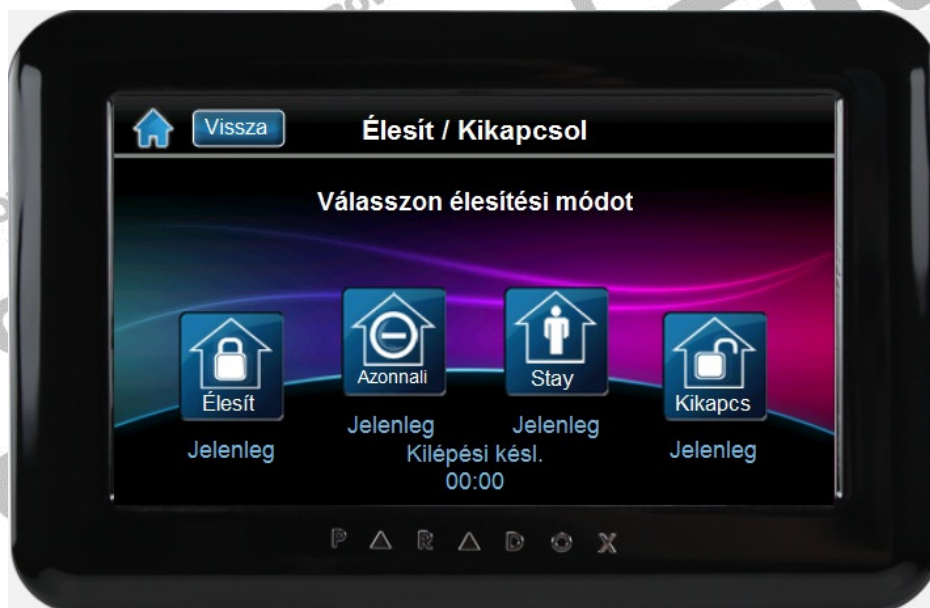 Vissza
Élesít / Kikapcsol
Válasszon élesítési módot
Élesít
Azonnali
Stay
Kikapcs
Jelenleg
Jelenleg
Jelenleg
Jelenleg
Kilépési késl.
00:00
PARADOX